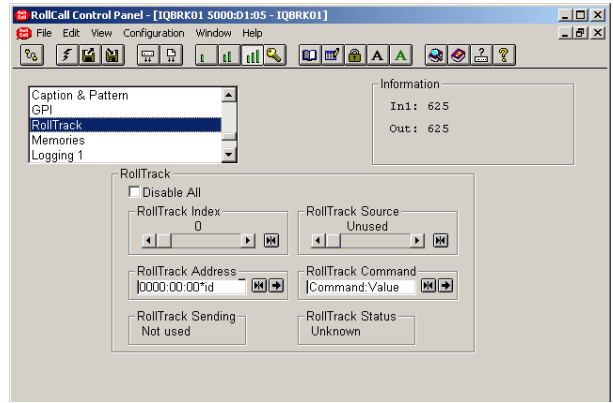 RollCall Control Panel - [IQBRK01 5000:D1:05 - IQBRK01]
File Edit View Configuration Window Help
Caption & Pattern
GPI
RollTrack
Memories
Logging 1
Information
In1: 625
Out: 625
RollTrack
Disable All
RollTrack Index
0
RollTrack Source
Unused
RollTrack Address
0000:00:00*id
RollTrack Command
Command:Value
RollTrack Sending
Not used
RollTrack Status
Unknown